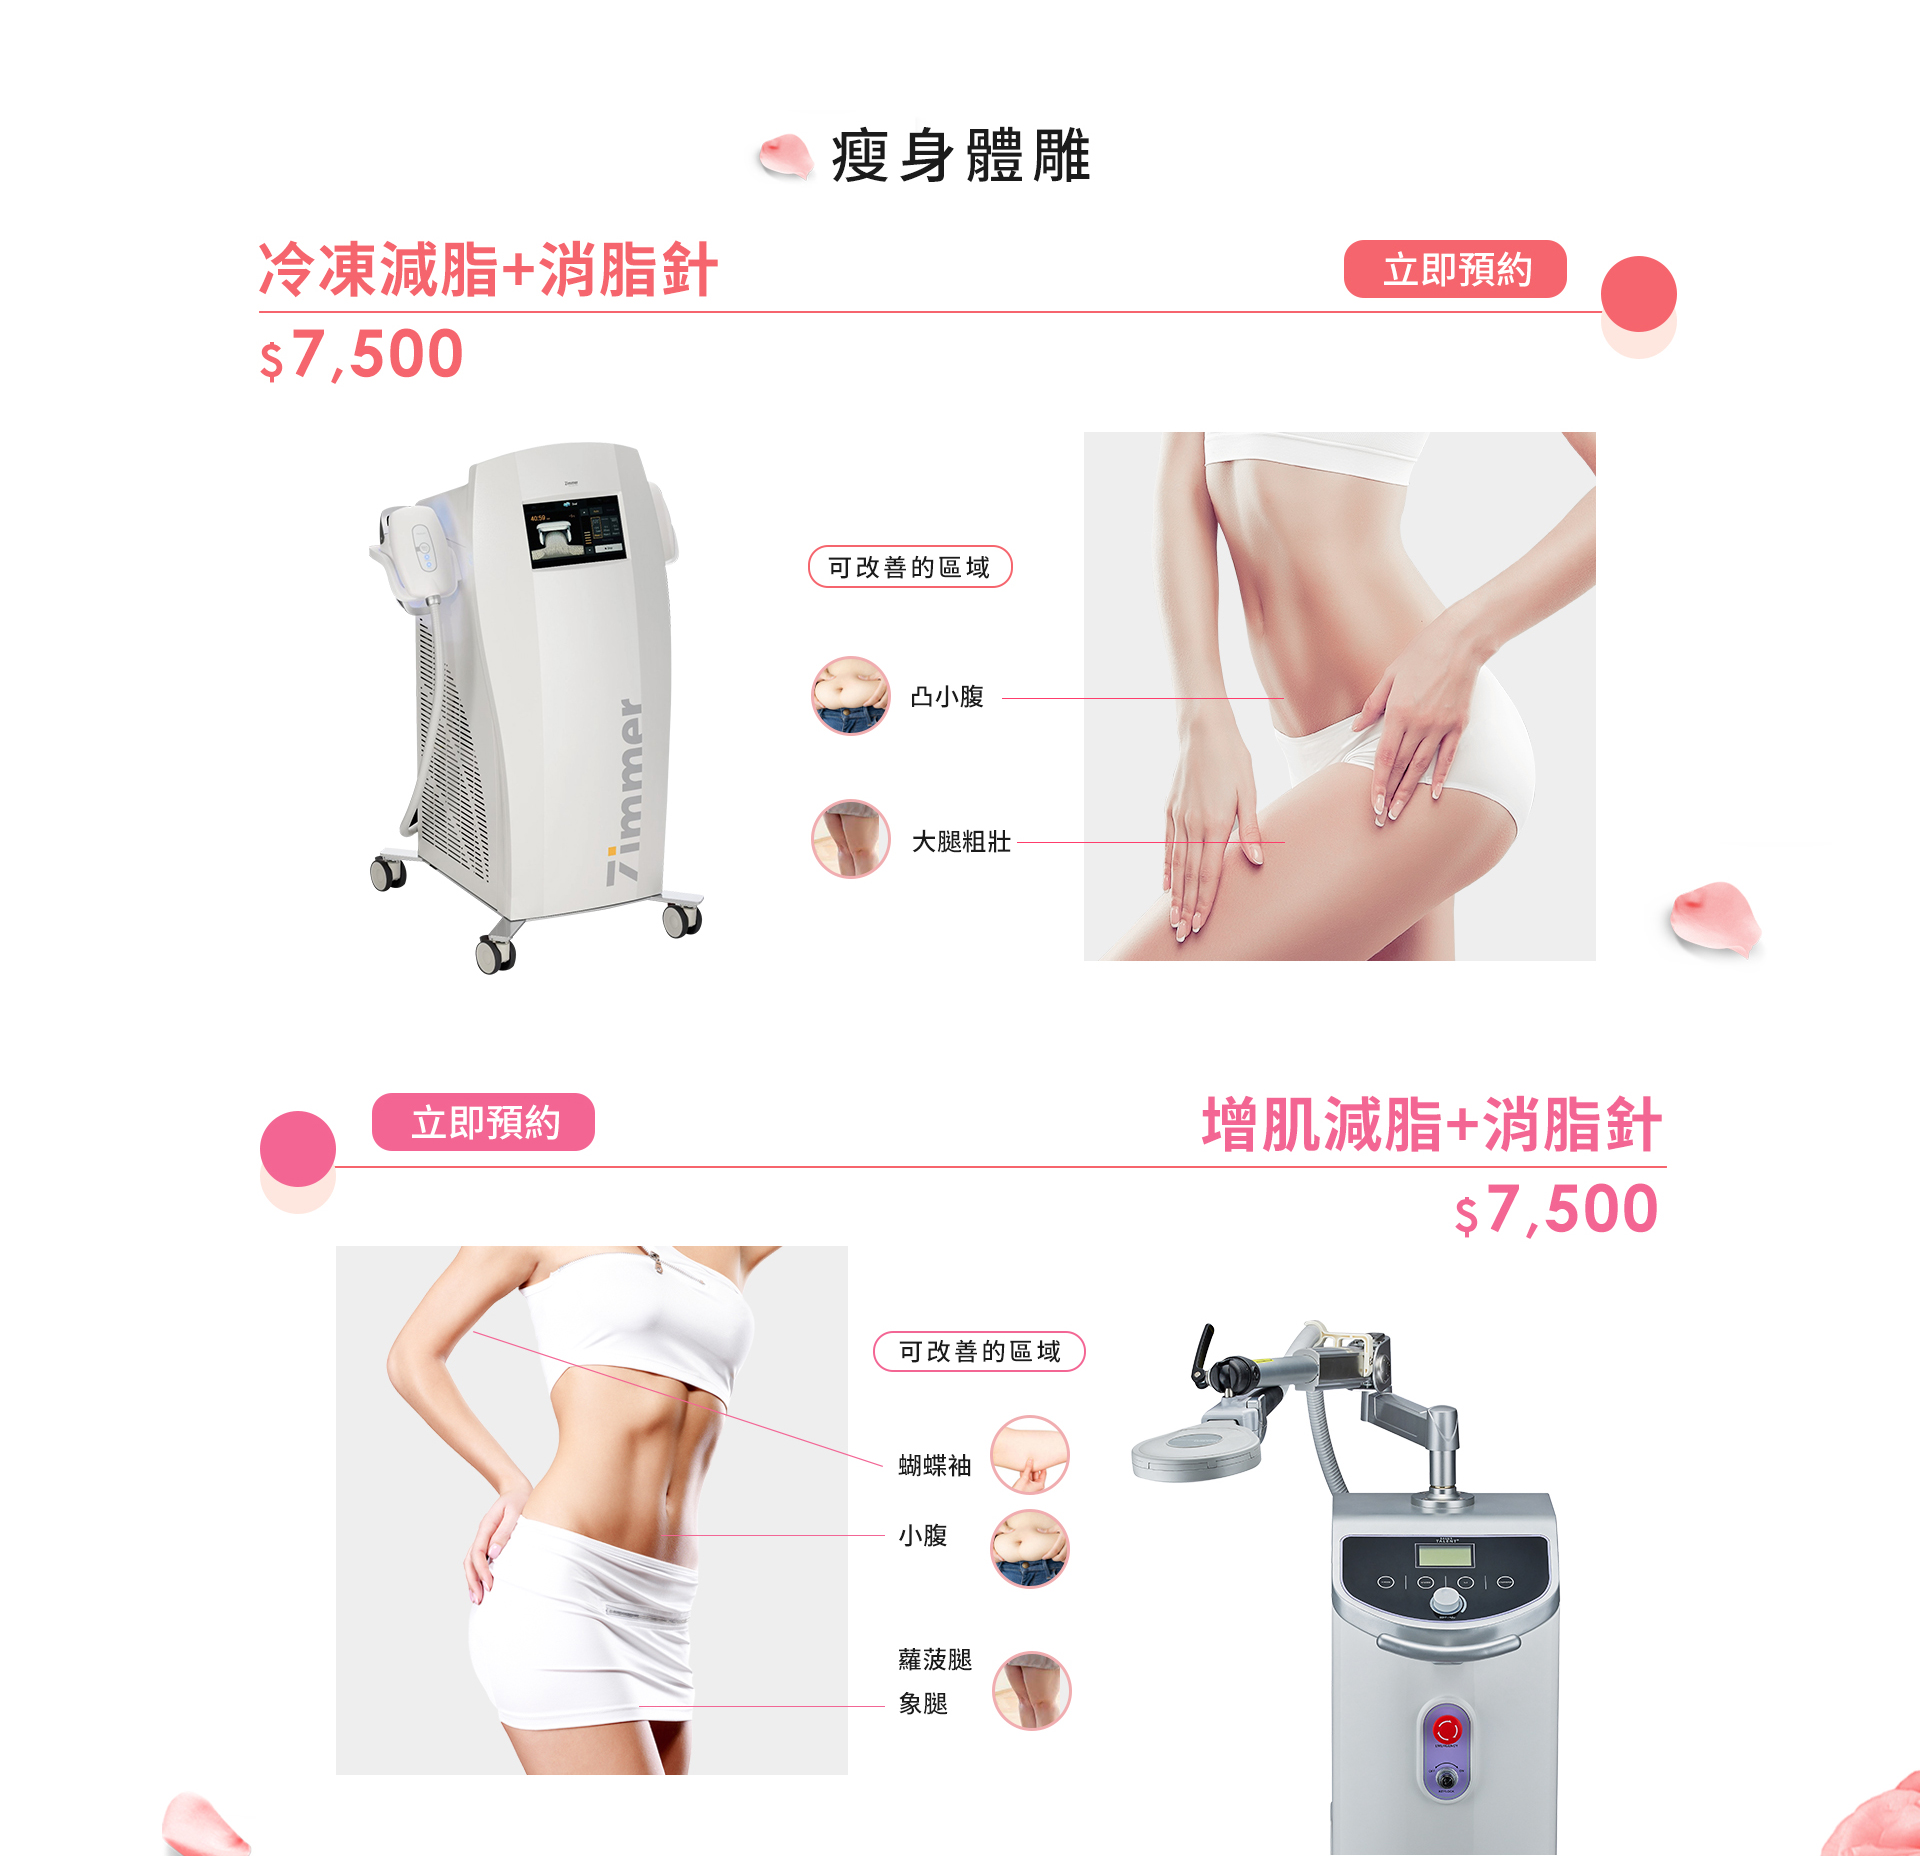 瘦身體雕
冷凍減脂+消脂針
立即預約
$7,500
40:59
zimmer
可改善的區域
凸小腹
大腿粗壯
立即預約
增肌減脂+消脂針
$7,500
可改善的區域
蝴蝶袖
小腹
蘿菠腿
象腿
TALENT